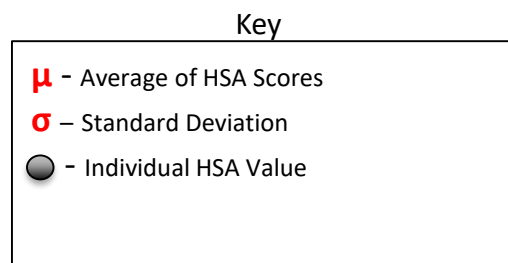 Key
μ - Average of HSA Scores
σ – Standard Deviation
- Individual HSA Value